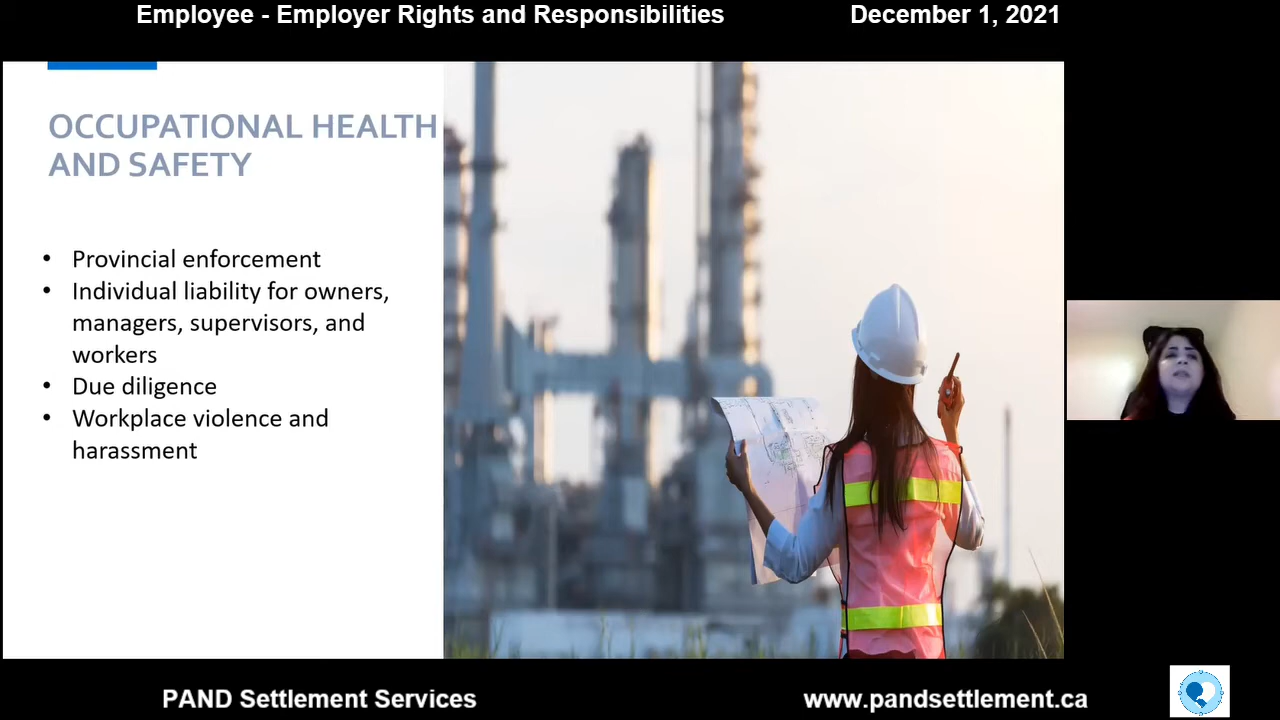 Employee - Employer Rights and Responsibilities
December 1, 2021
OCCUPATIONAL HEALTH
AND SAFETY
• Provincial enforcement
• Individual liability for owners,
managers, supervisors, and
workers
• Due diligence
• Workplace violence and
harassment
PAND Settlement Services
www.pandsettlement.ca